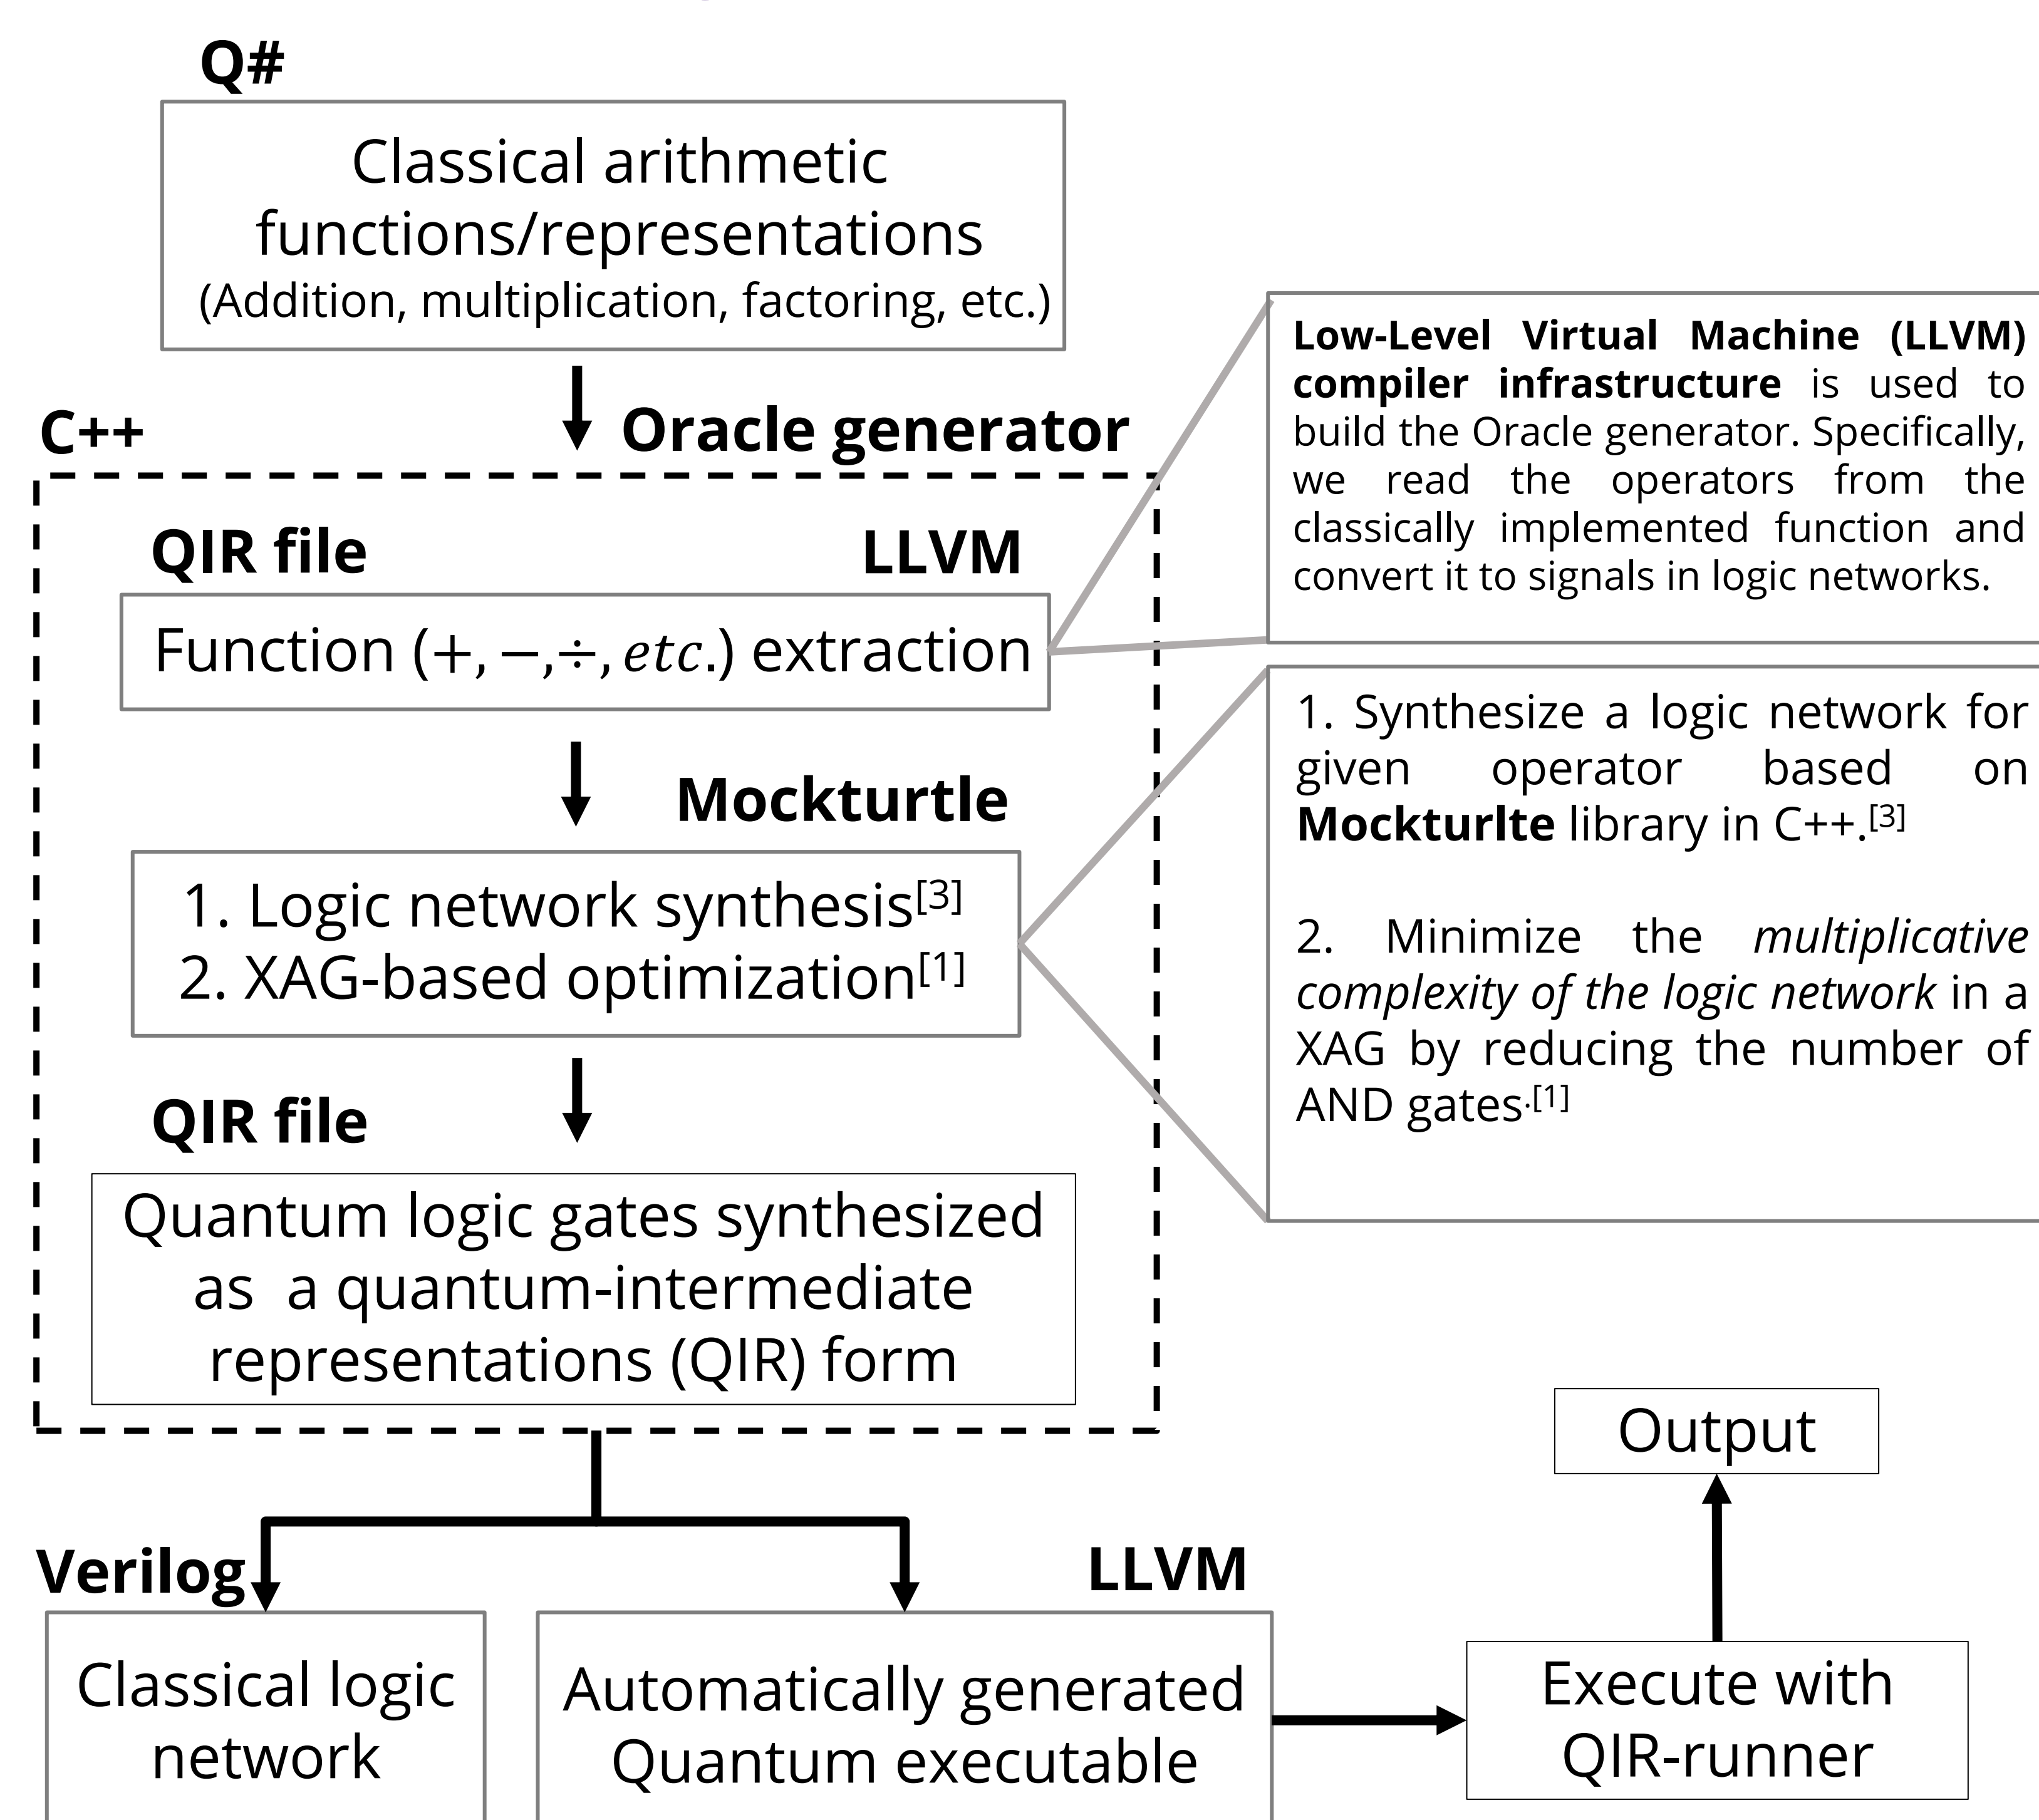 Q#
Classical arithmetic
functions/representations
(Addition, multiplication, factoring, etc.)
C++
Oracle generator
QIR file
LLVM
Function (+, −,÷, etc.) extraction
Mockturtle
1. Logic network synthesis[3]
2. XAG-based optimization[1]
QIR file
Quantum logic gates synthesized
as a quantum-intermediate
representations (QIR) form
Low-Level Virtual Machine (LLVM)
compiler infrastructure is used to
build the Oracle generator. Specifically,
we read the operators from the
classically implemented function and
convert it to signals in logic networks.
1. Synthesize a logic network for
given operator based on
Mockturlte library in C++.[3]
2. Minimize the multiplicative
complexity of the logic network in a
XAG by reducing the number of
AND gates.[1]
Verilog
Classical logic
network
LLVM
Automatically generated
Quantum executable
Execute with
QIR-runner
Output